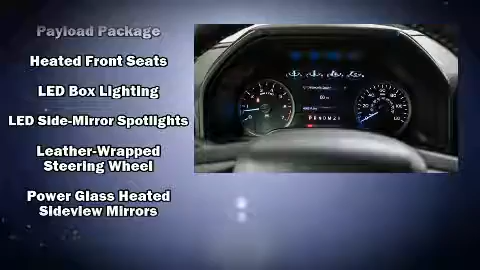 Payload Package
Heated Front Seats
LED Box Lighting
LED Side-Mirror Spotlights
Leather-Wrapped
Steering Wheel
Power Glass Heated
Sideview Mirrors